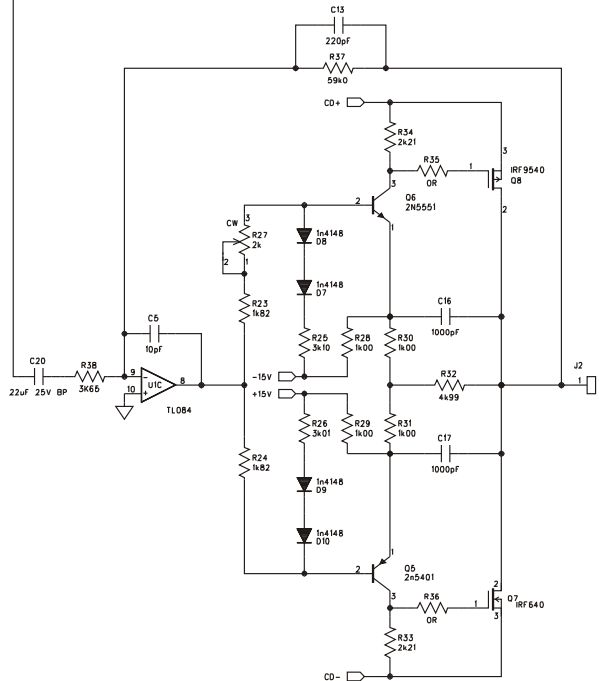 C13
220pF
R37
59k0
CD+
R34
2k21
3
R35
1
IRF9540
0R
Q8
3
2
Q6
2N5551
2
3
CW
R27
2k
2
1
1n4148
D8
1
1n4148
D7
R23
1k82
C16
C5
10pF
R25
3k10
R28
1k00
R30
1k00
1000pF
C20
R38
9
8
-15V
R32
J2
22uF 25V BP
3K65
10
U1C
+15V
4k99
1
TL084
R26
3k01
R29
1k00
R31
1k00
C17
1000pF
R24
1k82
1n4148
D9
1n4148
D10
1
2
Q5
2n5401
2
3
R36
1
Q7
IRF640
0R
3
R33
2k21
CD-